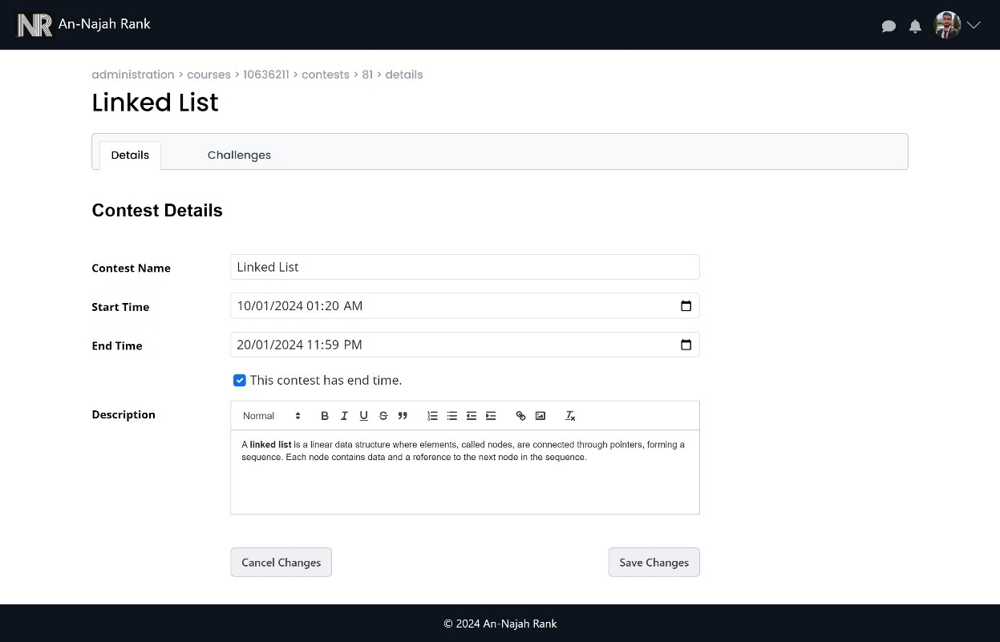 NR An-Najah Rank
administration > courses > 10636211 > contests > 81 > details
Linked List
Details Challenges
Contest Details
Contest Name Linked List
Start Time 10/01/2024 01:20 AM
End Time 20/01/2024 11:59 PM
This contest has end time.
Description Normal B I U S
A linked list is a linear data structure where elements, called nodes, are connected through pointers, forming a
sequence. Each node contains data and a reference to the next node in the sequence.
Cancel Changes Save Changes
© 2024 An-Najah Rank